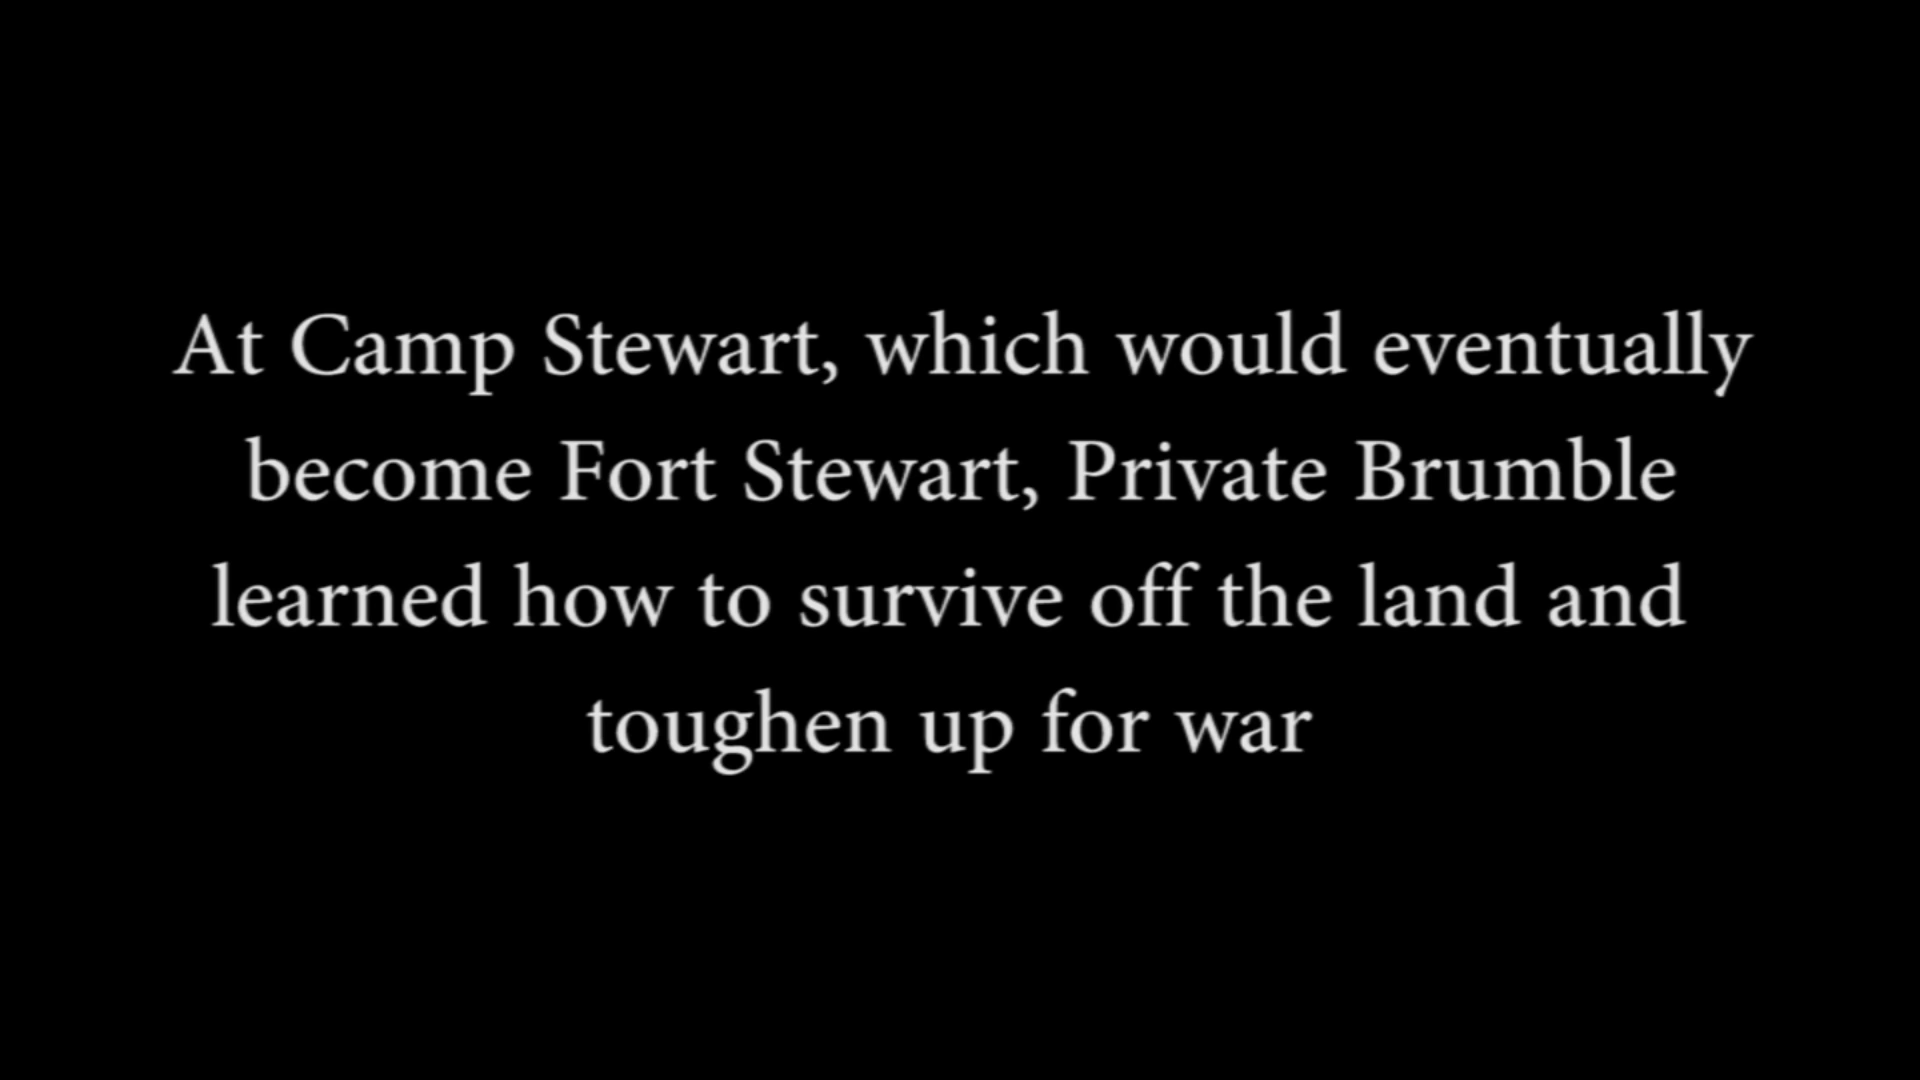 At Camp Stewart, which would eventually
become Fort Stewart, Private Brumble
learned how to survive off the land and
toughen up for war